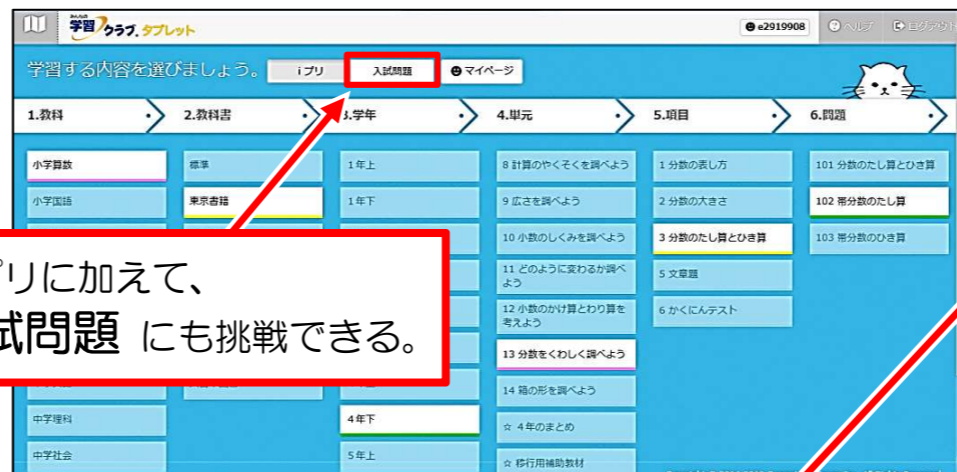 みんなの
学習クラブ タブレット
e2919908
ヘルプ
ログアウト
学習する内容を選びましょう。
iプリ
入試問題
マイページ
1.教科
2.教科書
3.学年
4.単元
5.項目
6.問題
小学算数
標準
1年上
8 計算のやくそくを調べよう
1 分数の表し方
101 分数のたし算とひき算
小学国語
東京書籍
1年下
9 広さを調べよう
2 分数の大きさ
102 帯分数のたし算
10 小数のしくみを調べよう
3 分数のたし算とひき算
103 帯分数のひき算
11 どのように変わるか調べ
よう
5 文章題
12 小数のかけ算とわり算を
考えよう
6 かくにんテスト
プリに加えて、
試問題 にも挑戦できる。
13 分数をくわしく調べよう
14 箱の形を調べよう
中学理科
4年下
☆ 4年のまとめ
中学社会
5年上
☆ 移行用補助教材